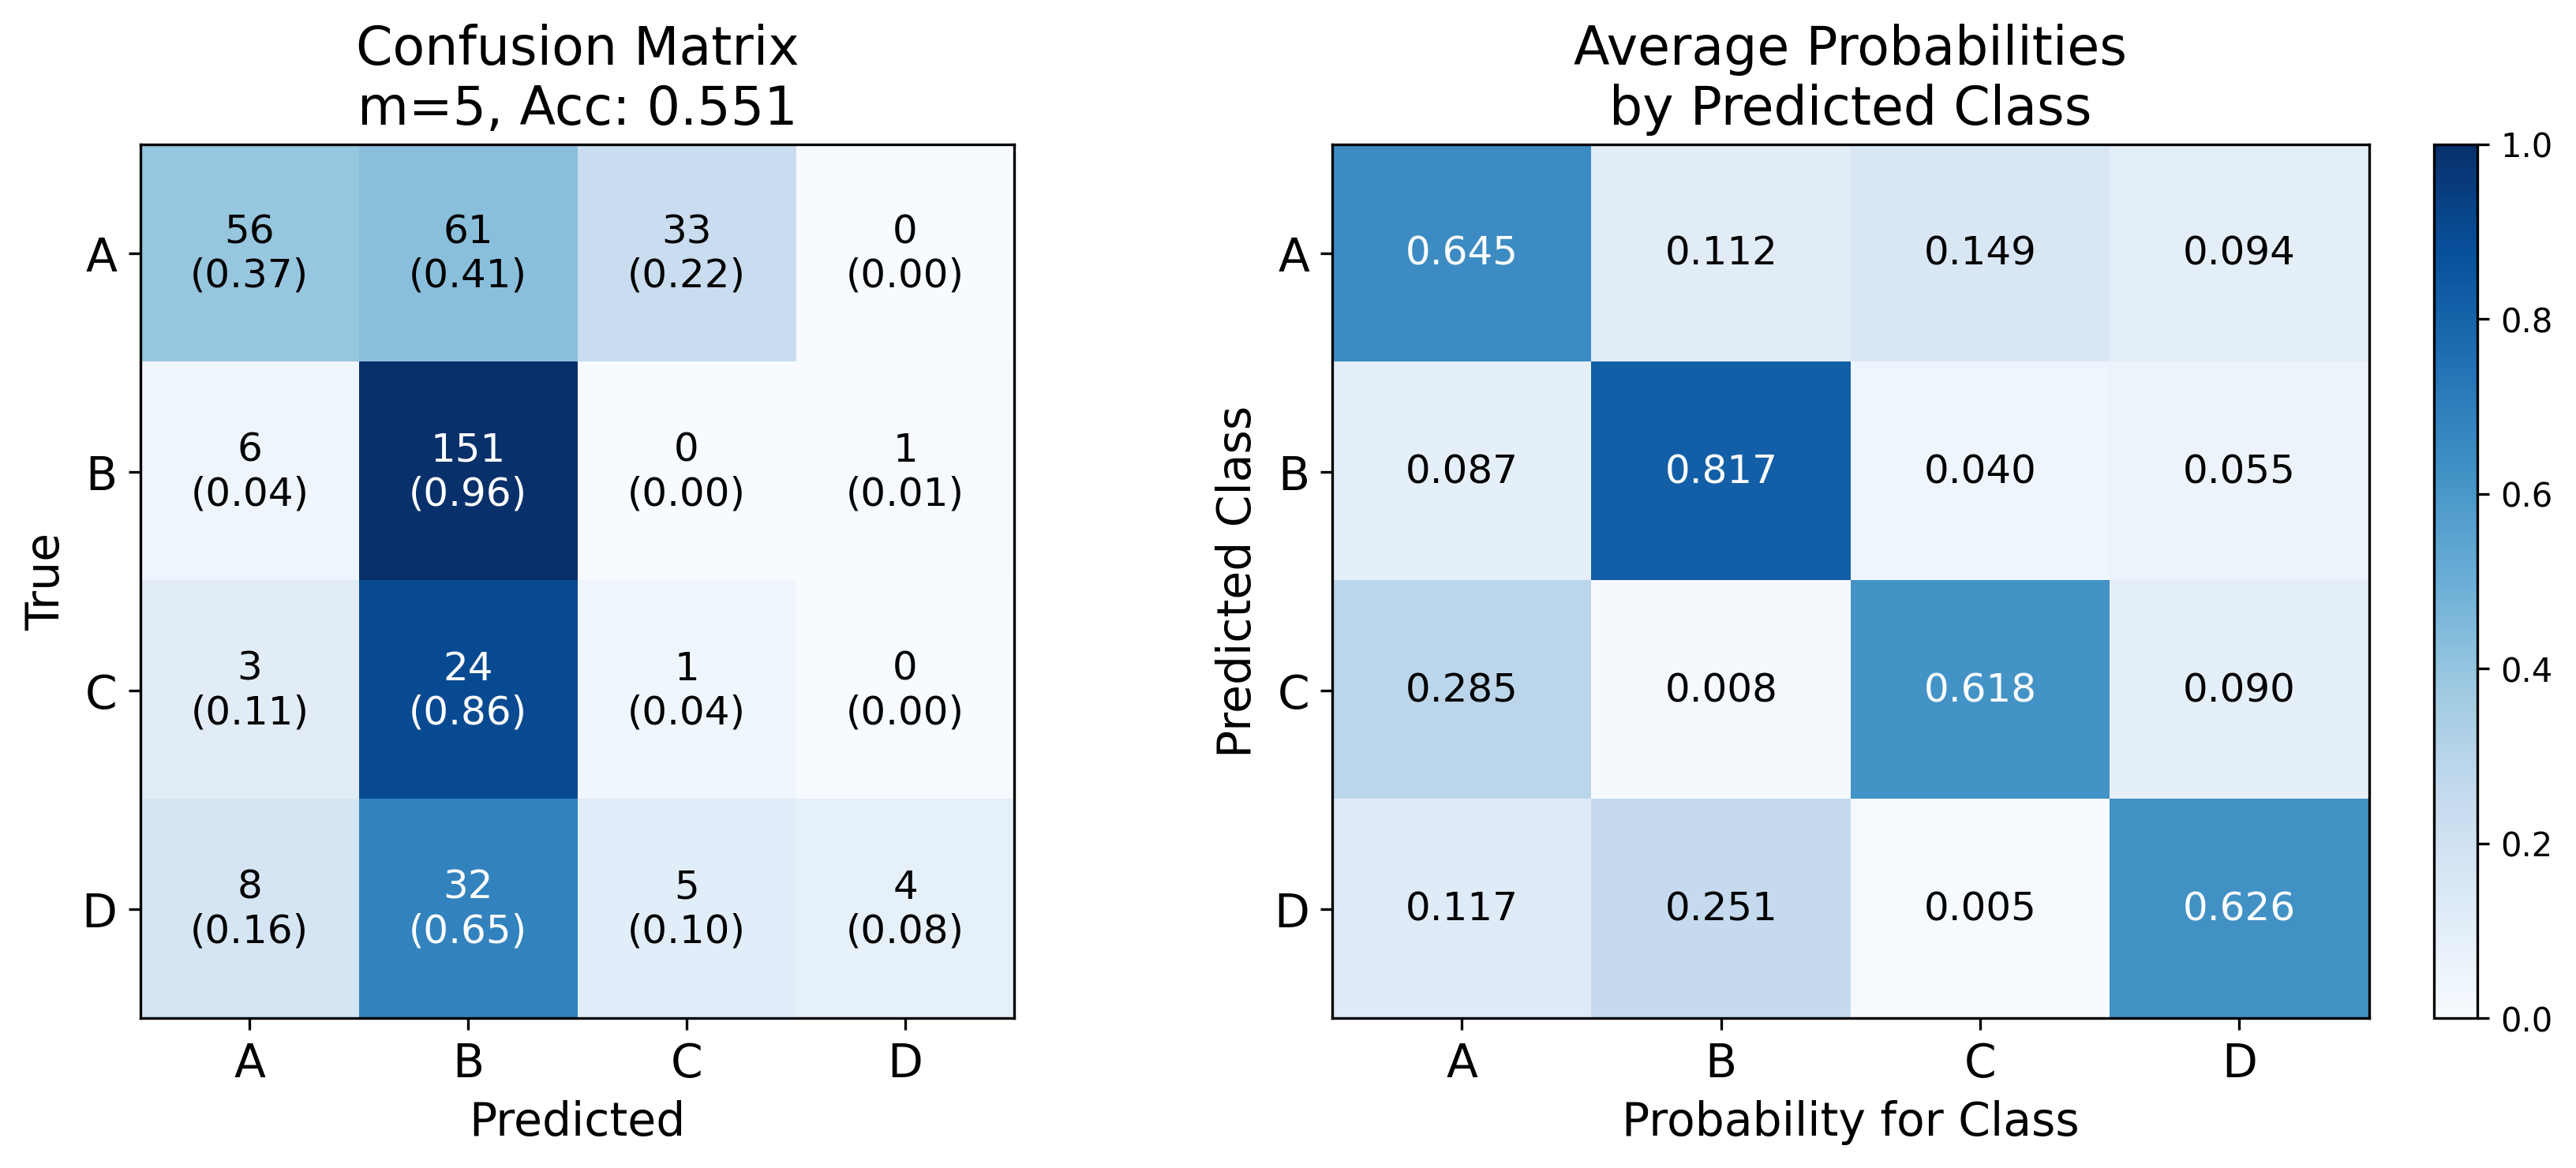 Confusion Matrix
m=5, Acc: 0.551
True
A
56
(0.37)
61
(0.41)
33
(0.22)
0
(0.00)
B
6
(0.04)
151
(0.96)
0
(0.00)
1
(0.01)
C
3
(0.11)
24
(0.86)
1
(0.04)
0
(0.00)
D
8
(0.16)
32
(0.65)
5
(0.10)
4
(0.08)
A B C D
Predicted
Average Probabilities
by Predicted Class
Predicted Class
A 0.645 0.112 0.149 0.094
B 0.087 0.817 0.040 0.055
C 0.285 0.008 0.618 0.090
D 0.117 0.251 0.005 0.626
A B C D
Probability for Class
1.0
0.8
0.6
0.4
0.2
0.0